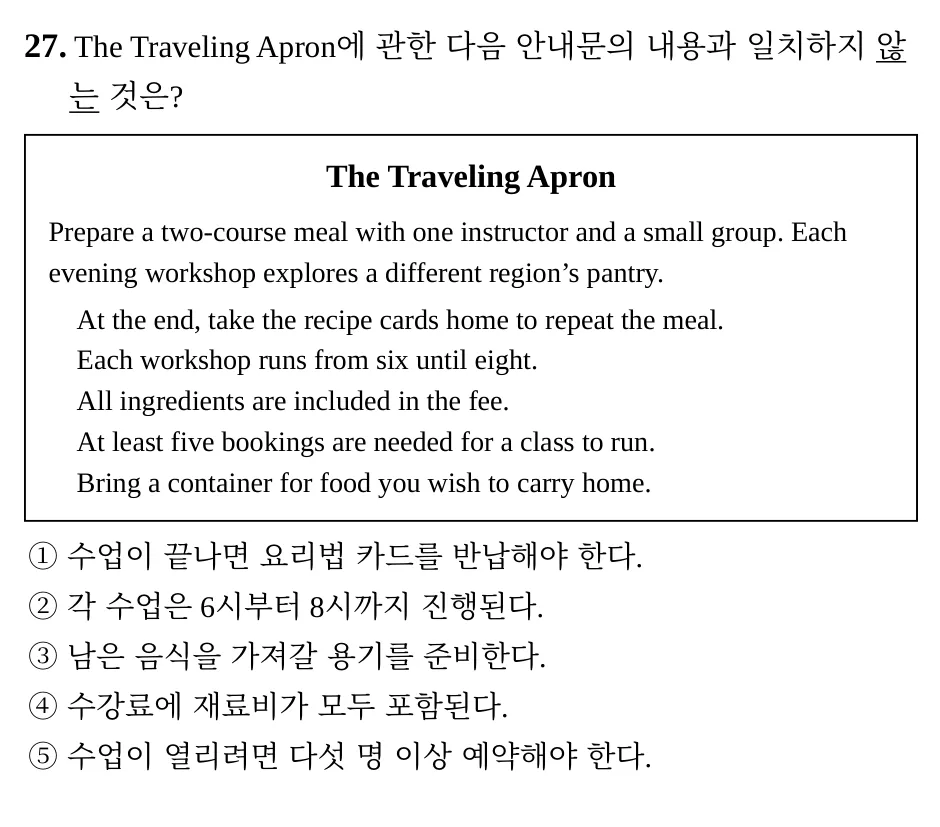 27. The Traveling Apron에 관한 다음 안내문의 내용과 일치하지 않
는 것은?
The Traveling Apron
Prepare a two-course meal with one instructor and a small group. Each
evening workshop explores a different region’s pantry.
At the end, take the recipe cards home to repeat the meal.
Each workshop runs from six until eight.
All ingredients are included in the fee.
At least five bookings are needed for a class to run.
Bring a container for food you wish to carry home.
① 수업이 끝나면 요리법 카드를 반납해야 한다.
② 각 수업은 6시부터 8시까지 진행된다.
③ 남은 음식을 가져갈 용기를 준비한다.
④ 수강료에 재료비가 모두 포함된다.
⑤ 수업이 열리려면 다섯 명 이상 예약해야 한다.